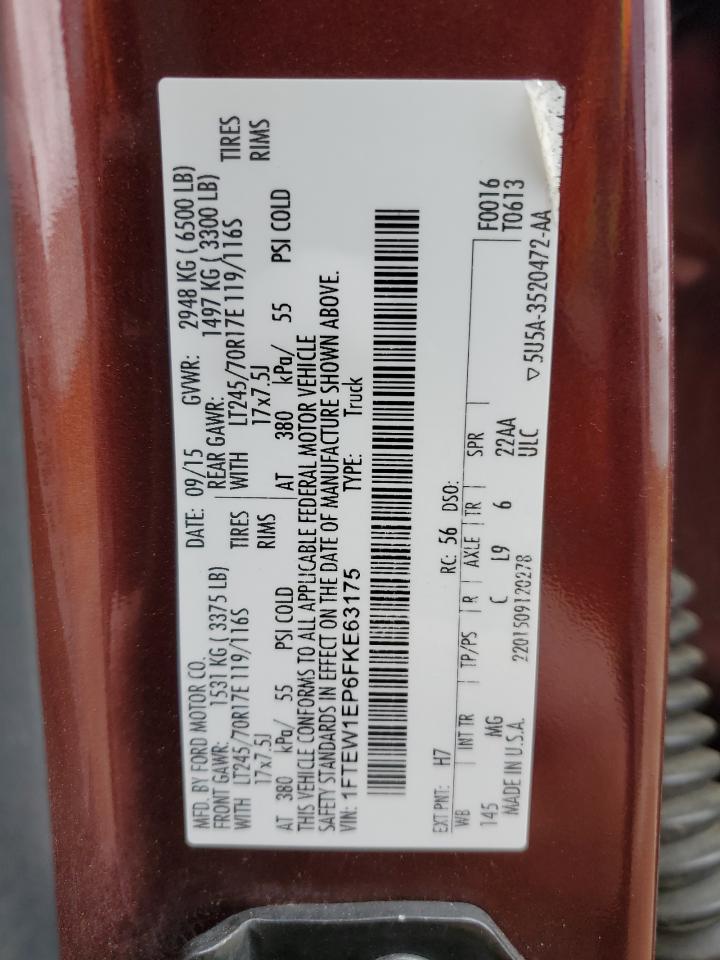 MFD. BY FORD MOTOR CO. DATE: 09/15 GVWR: 2948 KG ( 6500 LB)
FRONT GAWR: 1531 KG ( 3375 LB) REAR GAWR: 1497 KG ( 3300 LB)
WITH LT245/70R17E 119/116S TIRES WITH LT245/70R17E 119/116S TIRES
17x7.5J RIMS 17x7.5J RIMS
AT 380 kPa/ 55 PSI COLD AT 380 kPa/ 55 PSI COLD
THIS VEHICLE CONFORMS TO ALL APPLICABLE FEDERAL MOTOR VEHICLE
SAFETY STANDARDS IN EFFECT ON THE DATE OF MANUFACTURE SHOWN ABOVE.
VIN: 1FTEW1EP6FKE63175 TYPE: Truck
EXT PNT: H7 RC: 56 DSO: F0016
WB INT TR TP/PS R AXLE TR SPR T0613
145 MG C L9 6 22AA
MADE IN U.S.A. 2201509120278 ULC ▽ 5U5A-3520472-AA